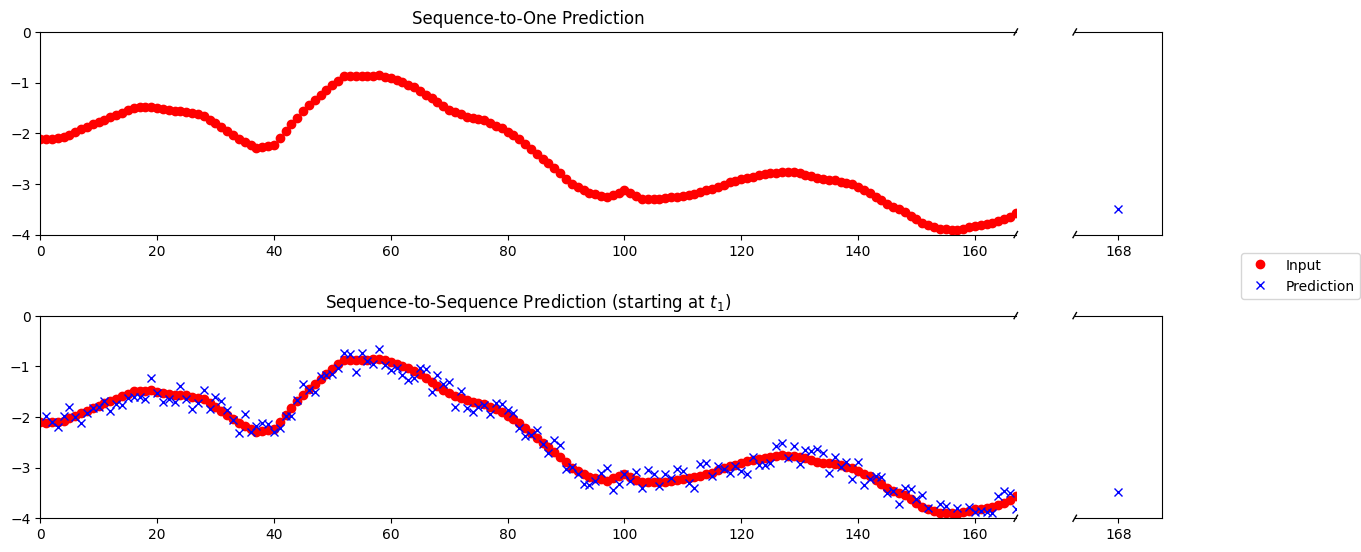 Sequence-to-One Prediction
0
−1
−2
−3
−4
0 20 40 60 80 100 120 140 160 168
Input
Prediction
Sequence-to-Sequence Prediction (starting at t₁)
0
−1
−2
−3
−4
0 20 40 60 80 100 120 140 160 168